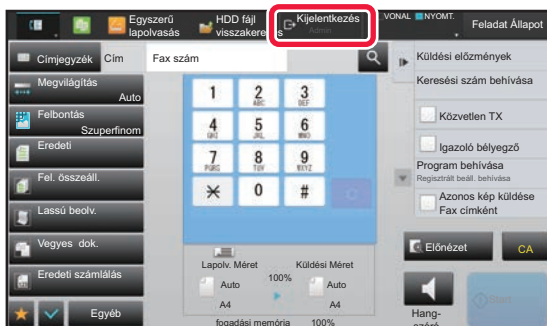 Egyszerű
lapolvasás
HDD fájl
visszakeres
Kijelentkezés
Admin
VONAL
NYOMT.
Feladat Állapot
Címjegyzék
Cím
Fax szám
Megvilágítás
Auto
Felbontás
Szuperfinom
Eredeti
Fel. összeáll.
Lassú beolv.
Vegyes dok.
Eredeti számlálás
Egyéb
1
2 ABC
3 DEF
4 GHI
5 JKL
6 MNO
7 PQRS
8 TUV
9 WXYZ
0
#
C
Lapolv. Méret
Küldési Méret
100%
Auto
Auto
A4
A4
fogadási memória
100%
Küldési előzmények
Keresési szám behívása
Közvetlen TX
Igazoló bélyegző
Program behívása
Regisztrált beáll. behívása
Azonos kép küldése
Fax címként
Előnézet
CA
Hang-
szóró
Start